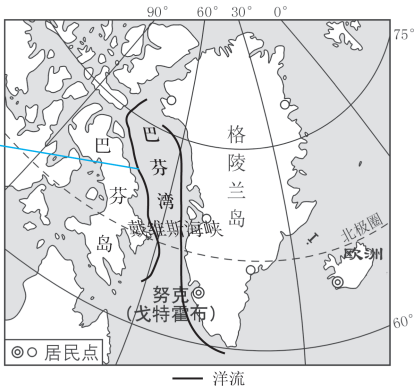 90° 60° 30° 0°
75°
巴芬湾
格陵兰岛
巴芬岛
戴维斯海峡
北极圈
欧洲
努克
(戈特霍布)
60°
居民点
洋流